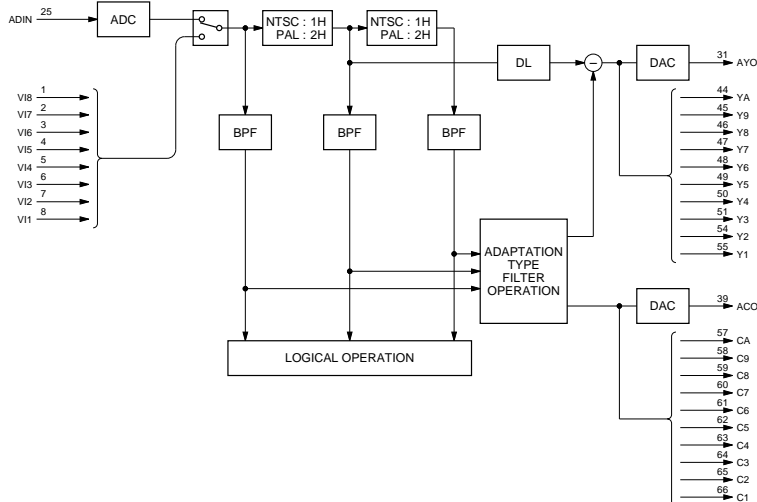 ADIN 25
ADC
NTSC : 1H
PAL : 2H
NTSC : 1H
PAL : 2H
DL
DAC
31 AYO
VI8 1
VI7 2
VI6 3
VI5 4
VI4 5
VI3 6
VI2 7
VI1 8
BPF
BPF
BPF
44 YA
45 Y9
46 Y8
47 Y7
48 Y6
49 Y5
50 Y4
51 Y3
54 Y2
55 Y1
ADAPTATION
TYPE
FILTER
OPERATION
DAC
39 ACO
LOGICAL OPERATION
57 CA
58 C9
59 C8
60 C7
61 C6
62 C5
63 C4
64 C3
65 C2
66 C1